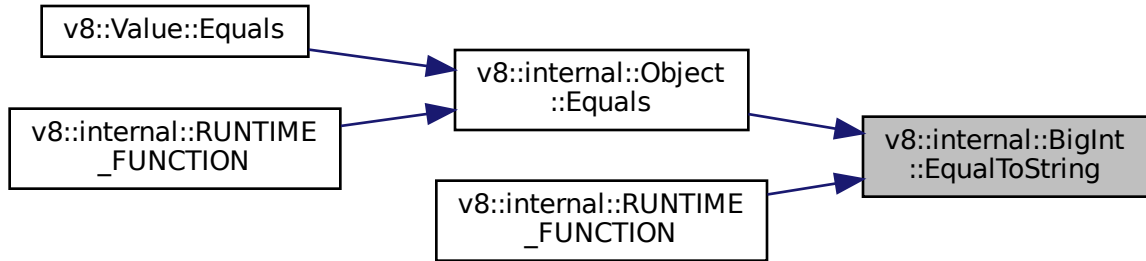 v8::Value::Equals
v8::internal::RUNTIME
_FUNCTION
v8::internal::Object
::Equals
v8::internal::RUNTIME
_FUNCTION
v8::internal::BigInt
::EqualToString